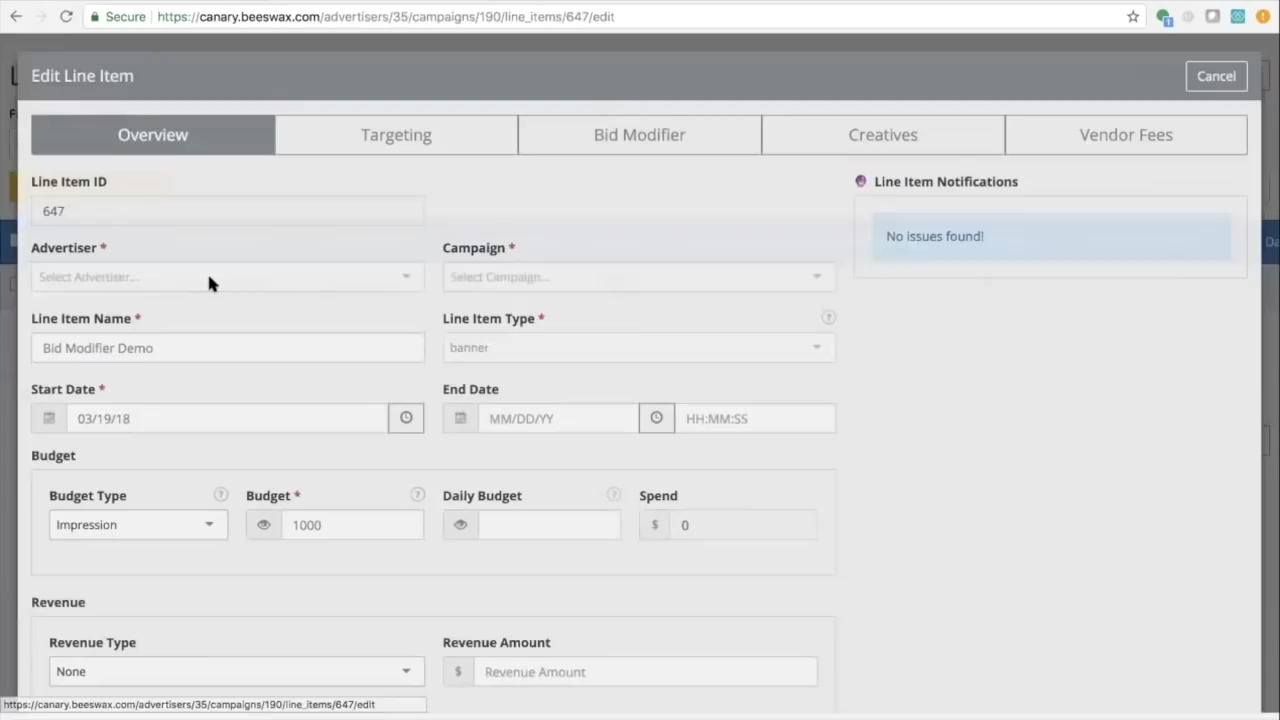 Secure https://canary.beeswax.com/advertisers/35/campaigns/190/line_items/647/edit
Edit Line Item
Cancel
Overview Targeting Bid Modifier Creatives Vendor Fees
Line Item ID
647
Line Item Notifications
No issues found!
Advertiser * Campaign *
Select Advertiser... Select Campaign...
Line Item Name * Line Item Type * ?
Bid Modifier Demo banner
Start Date * End Date
03/19/18 MM/DD/YY HH:MM:SS
Budget
Budget Type ? Budget * ? Daily Budget ? Spend
Impression 1000 $ 0
Revenue
Revenue Type Revenue Amount
None $ Revenue Amount
https://canary.beeswax.com/advertisers/35/campaigns/190/line_items/647/edit